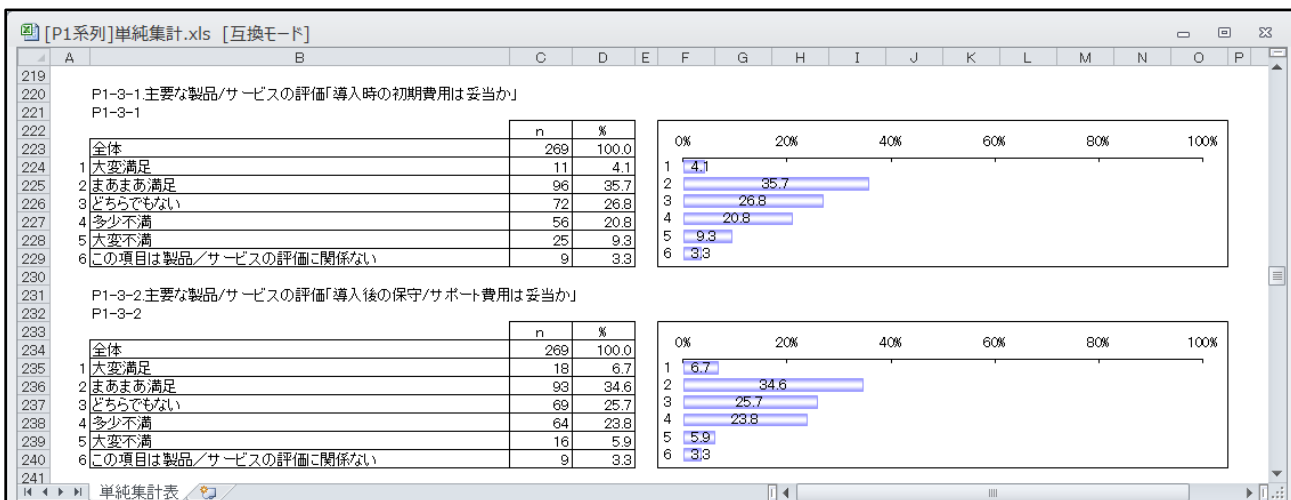 [P1系列]単純集計.xls [互換モード]
A B C D E F G H I J K L M N O P
219
220 P1-3-1.主要な製品/サービスの評価「導入時の初期費用は妥当か」
221 P1-3-1
222 n %
223 全体 269 100.0 0% 20% 40% 60% 80% 100%
224 1 大変満足 11 4.1 1 4.1
225 2 まあまあ満足 96 35.7 2 35.7
226 3 どちらでもない 72 26.8 3 26.8
227 4 多少不満 56 20.8 4 20.8
228 5 大変不満 25 9.3 5 9.3
229 6 この項目は製品/サービスの評価に関係ない 9 3.3 6 3.3
230
231 P1-3-2.主要な製品/サービスの評価「導入後の保守/サポート費用は妥当か」
232 P1-3-2
233 n %
234 全体 269 100.0 0% 20% 40% 60% 80% 100%
235 1 大変満足 18 6.7 1 6.7
236 2 まあまあ満足 93 34.6 2 34.6
237 3 どちらでもない 69 25.7 3 25.7
238 4 多少不満 64 23.8 4 23.8
239 5 大変不満 16 5.9 5 5.9
240 6 この項目は製品/サービスの評価に関係ない 9 3.3 6 3.3
241
単純集計表